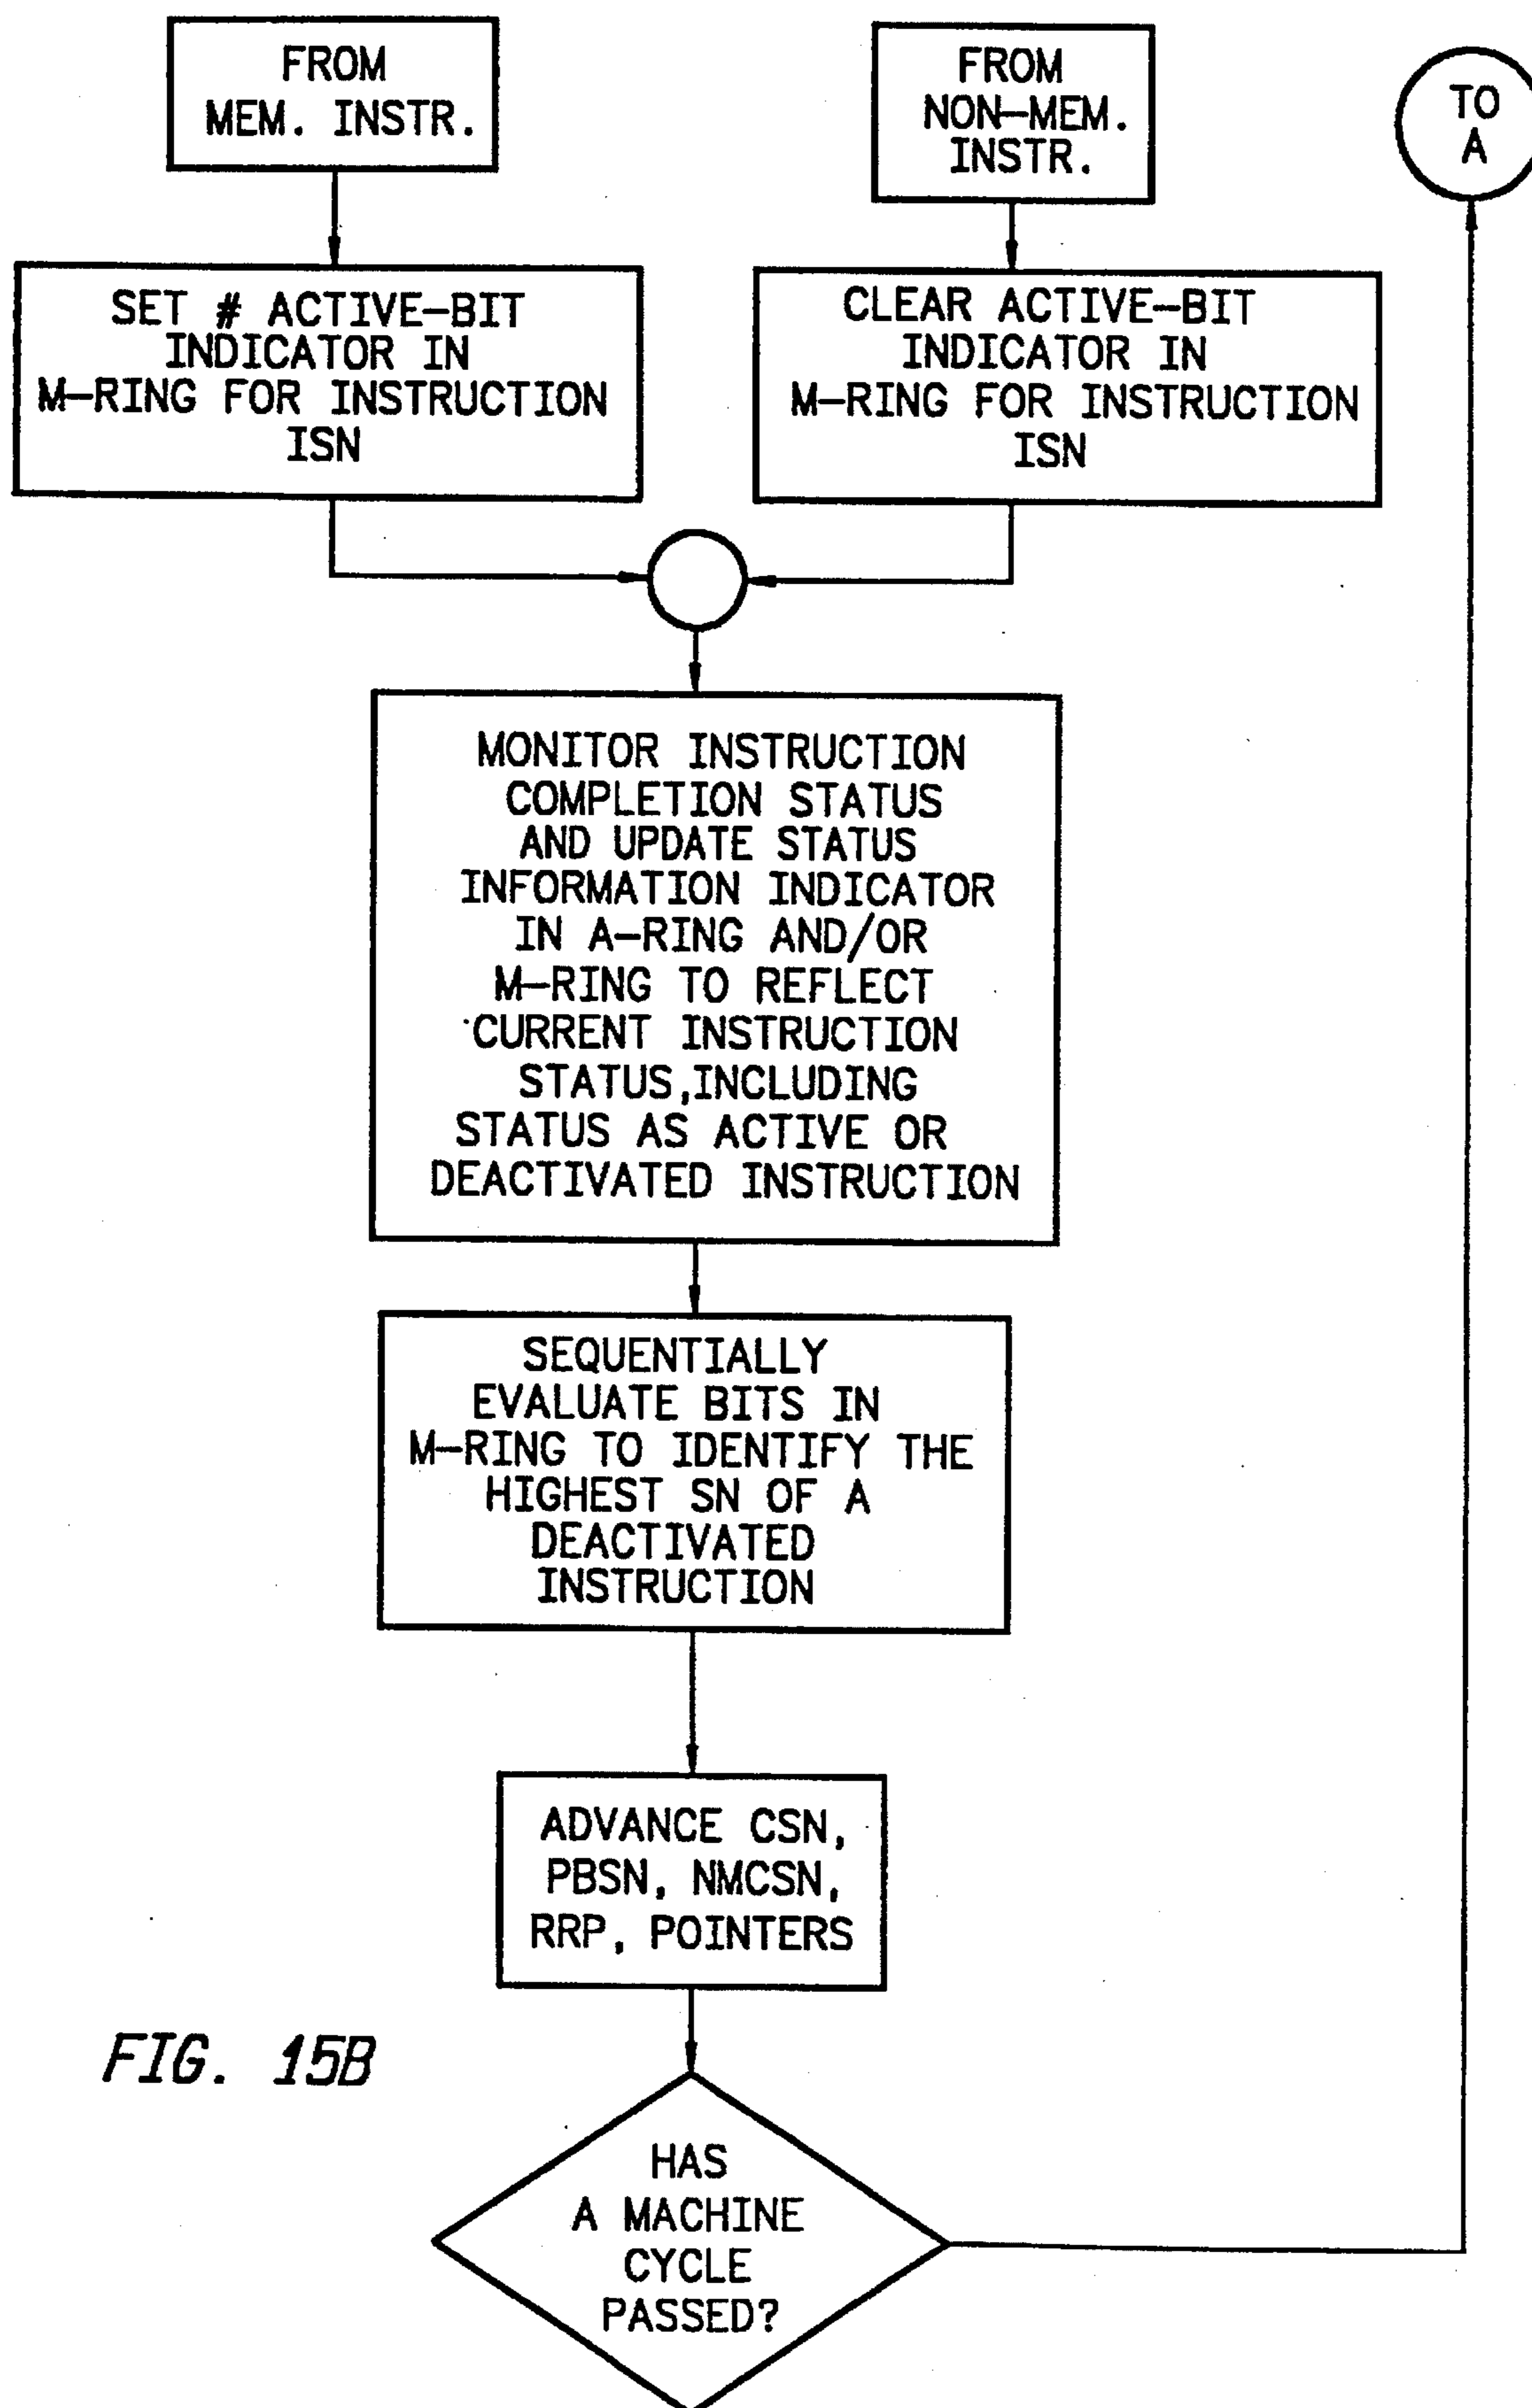 FROM
MEM. INSTR.
FROM
NON-MEM.
INSTR.
TO
A
SET # ACTIVE-BIT
INDICATOR IN
M-RING FOR INSTRUCTION
ISN
CLEAR ACTIVE-BIT
INDICATOR IN
M-RING FOR INSTRUCTION
ISN
MONITOR INSTRUCTION
COMPLETION STATUS
AND UPDATE STATUS
INFORMATION INDICATOR
IN A-RING AND/OR
M-RING TO REFLECT
CURRENT INSTRUCTION
STATUS,INCLUDING
STATUS AS ACTIVE OR
DEACTIVATED INSTRUCTION
SEQUENTIALLY
EVALUATE BITS IN
M-RING TO IDENTIFY THE
HIGHEST SN OF A
DEACTIVATED
INSTRUCTION
ADVANCE CSN,
PBSN, NMCSN,
RRP, POINTERS
FIG. 15B
HAS
A MACHINE
CYCLE
PASSED?